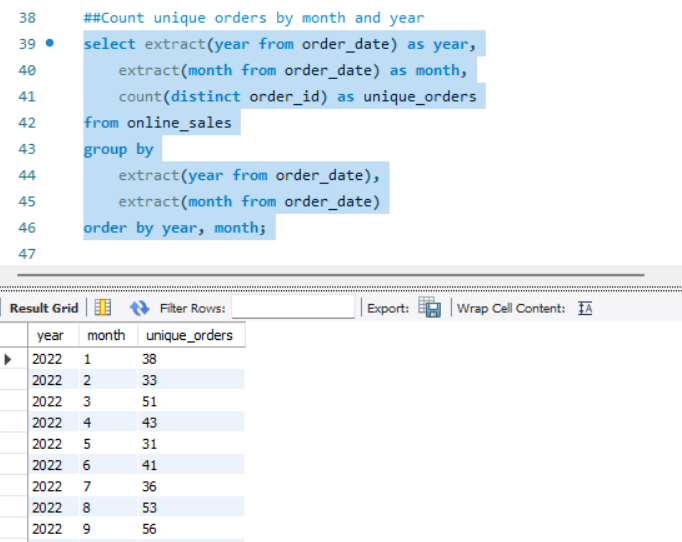 38 ##Count unique orders by month and year
39 select extract(year from order_date) as year,
40 extract(month from order_date) as month,
41 count(distinct order_id) as unique_orders
42 from online_sales
43 group by
44 extract(year from order_date),
45 extract(month from order_date)
46 order by year, month;
47
Result Grid Filter Rows: Export: Wrap Cell Content: IA
year month unique_orders
2022 1 38
2022 2 33
2022 3 51
2022 4 43
2022 5 31
2022 6 41
2022 7 36
2022 8 53
2022 9 56